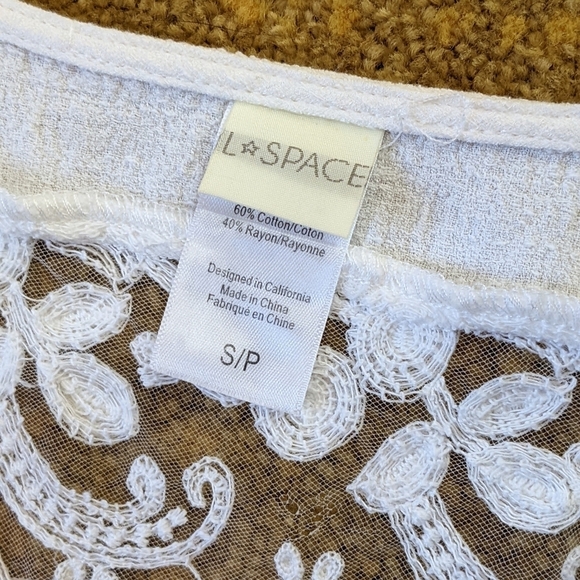 L☆SPACE
60% Cotton/Coton
40% Rayon/Rayonne
Designed in California
Made in China
Fabriqué en Chine
S/P